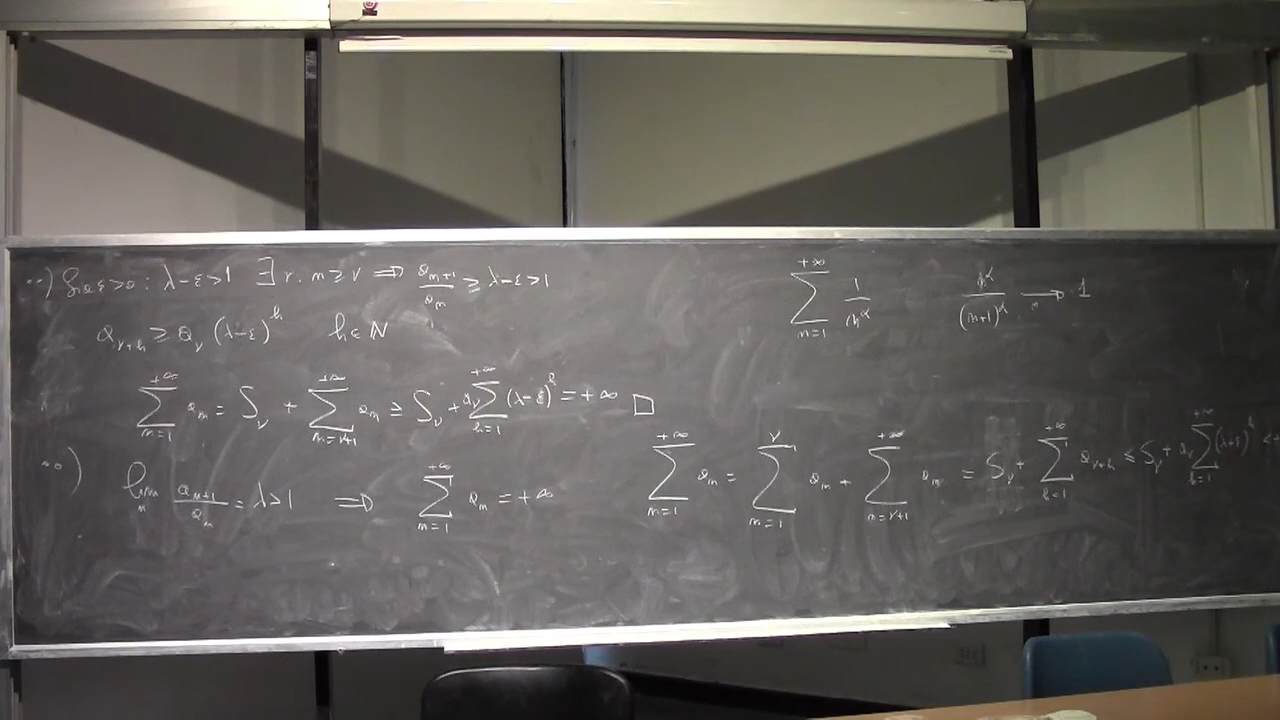 ∘∘) Sia ε>0 : λ-ε>1 ∃ν. n≥ν ⟹ a_{n+1}/a_n ≥ λ-ε>1
a_{ν+h} ≥ a_ν (λ-ε)^h h∈N
∑_{n=1}^{+∞} a_n = S_ν + ∑_{n=ν+1}^{+∞} a_n ≥ S_ν + a_ν ∑_{h=1}^{+∞} (λ-ε)^h = +∞ □
∘∘) lim_n a_{n+1}/a_n = λ>1 ⟹ ∑_{n=1}^{+∞} a_n = +∞
∑_{n=1}^{+∞} 1/n^α n^α/(n+1)^α → 1
∑_{n=1}^{+∞} a_n = ∑_{n=1}^{ν} a_n + ∑_{n=ν+1}^{+∞} a_n = S_ν + ∑_{h=1}^{+∞} a_{ν+h} ≤ S_ν + a_ν ∑_{h=1}^{+∞} (λ+ε)^h <